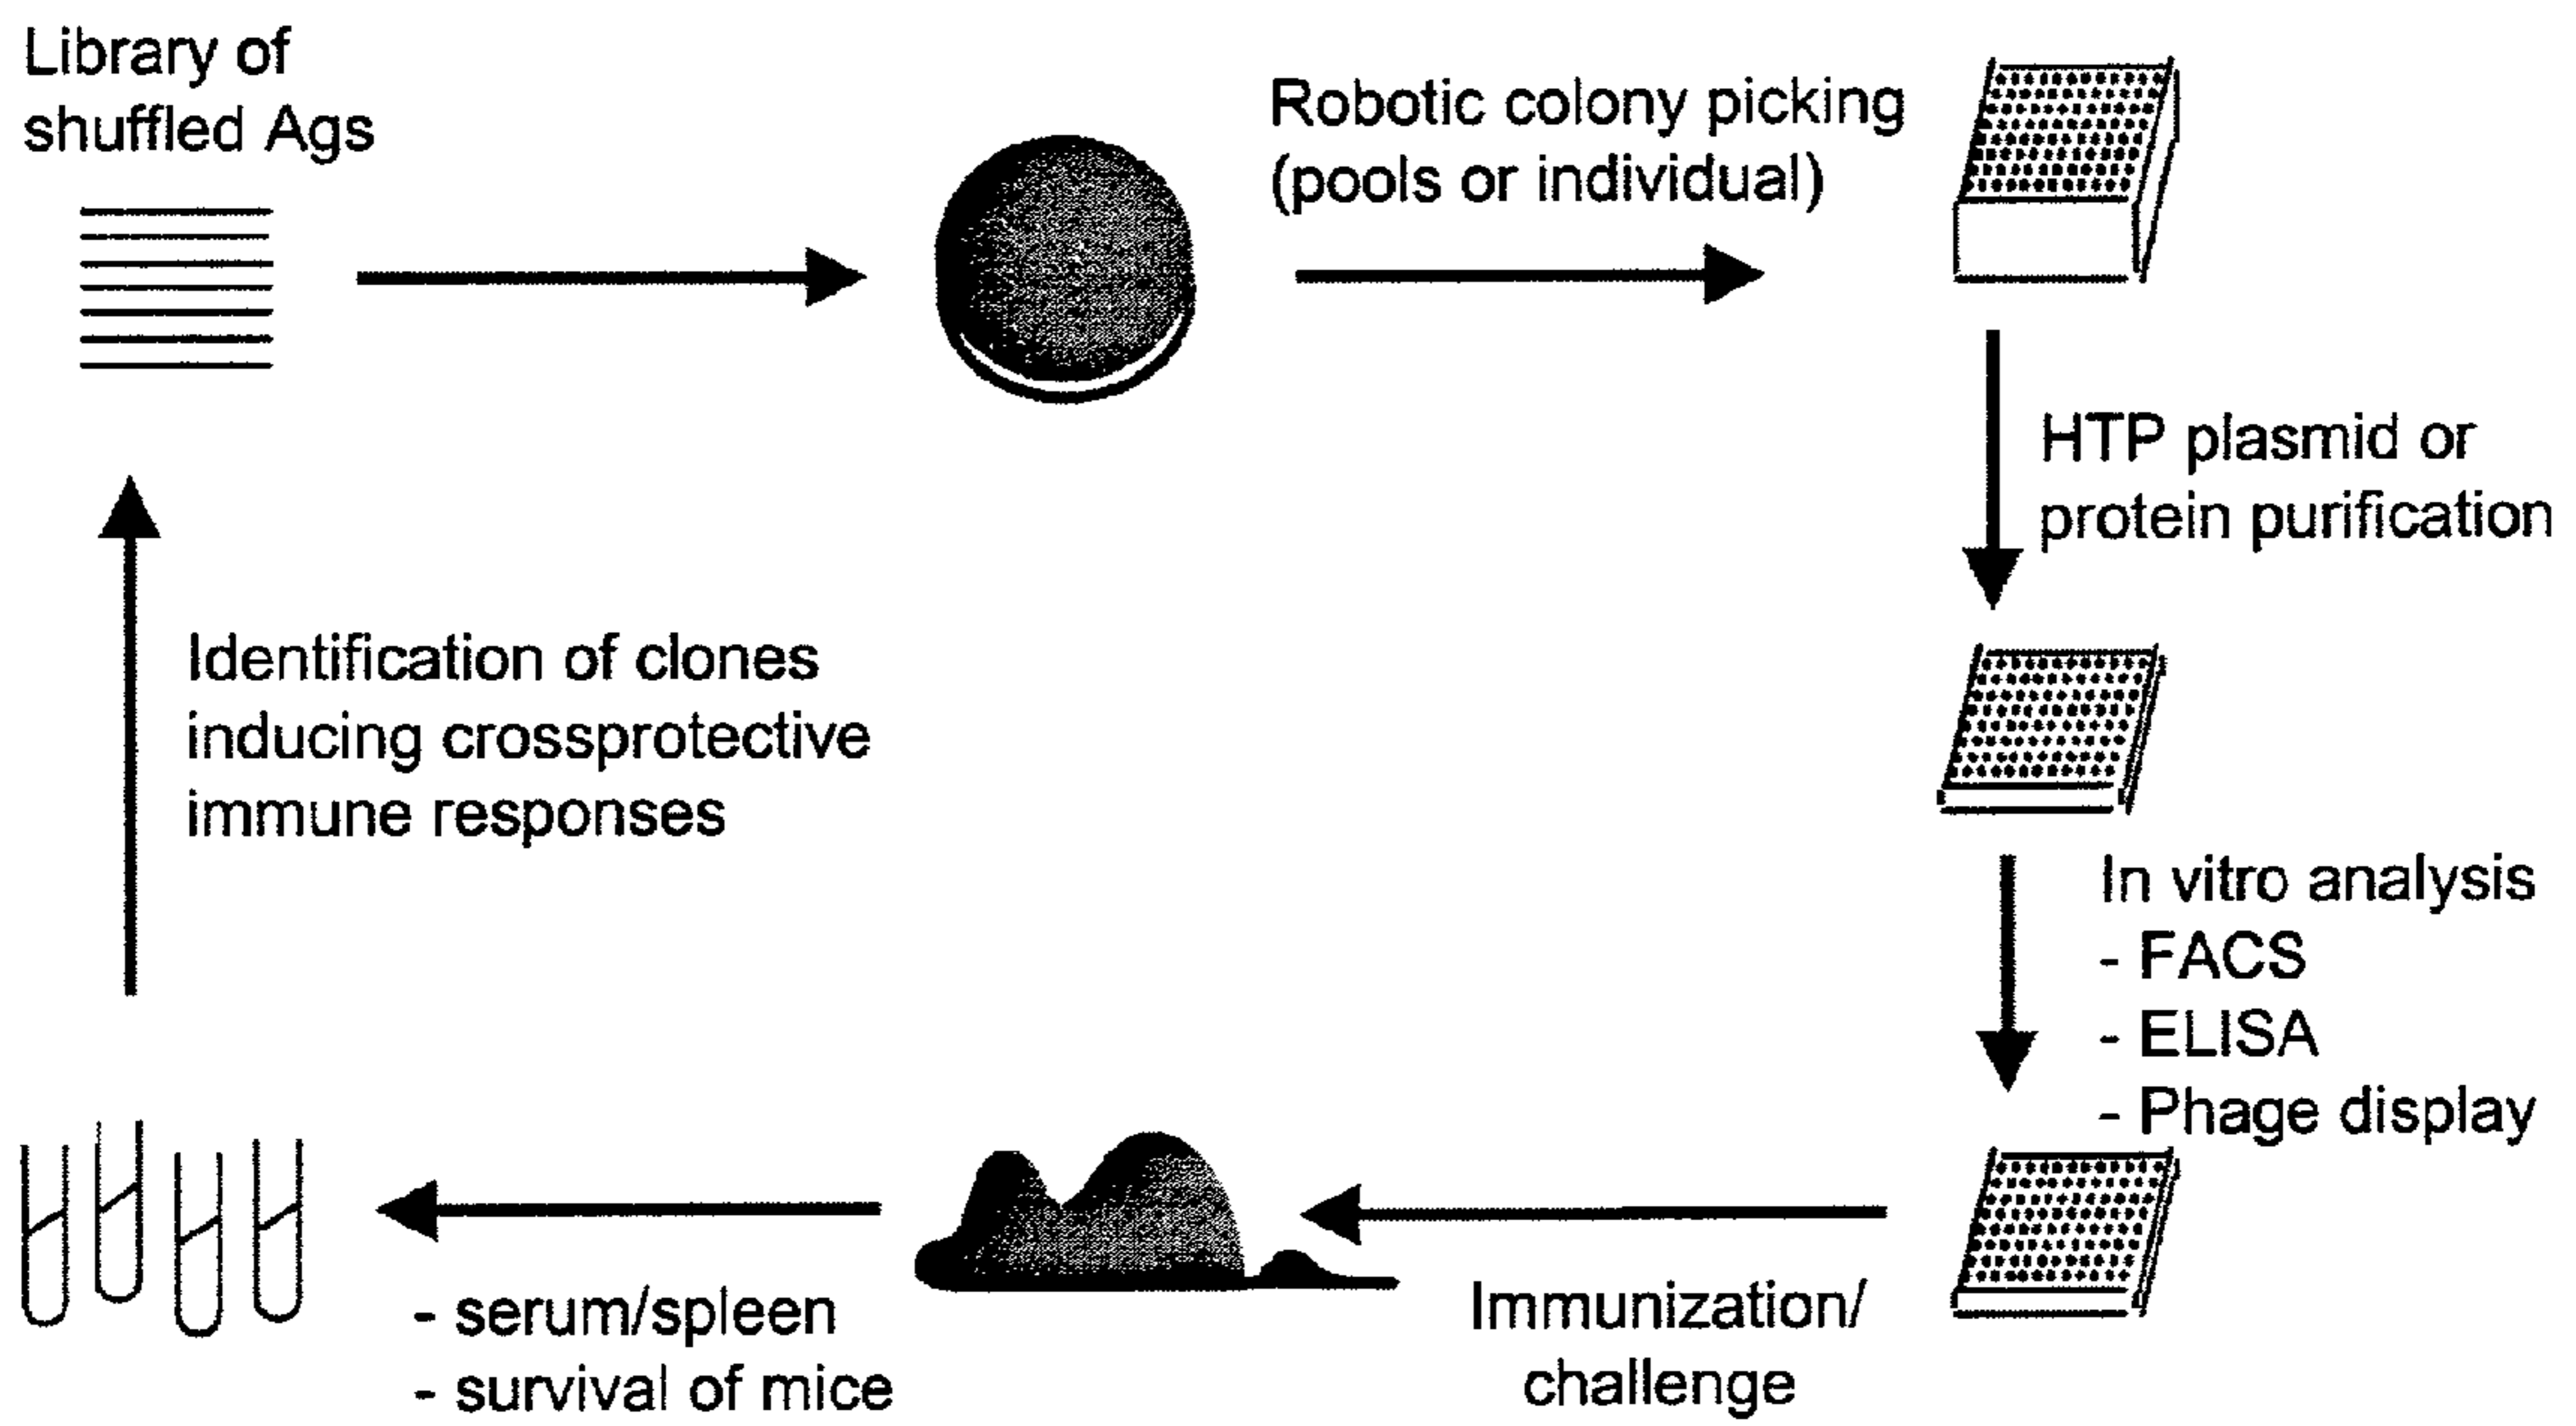 Library of
shuffled Ags
Robotic colony picking
(pools or individual)
HTP plasmid or
protein purification
In vitro analysis
- FACS
- ELISA
- Phage display
Immunization/
challenge
- serum/spleen
- survival of mice
Identification of clones
inducing crossprotective
immune responses